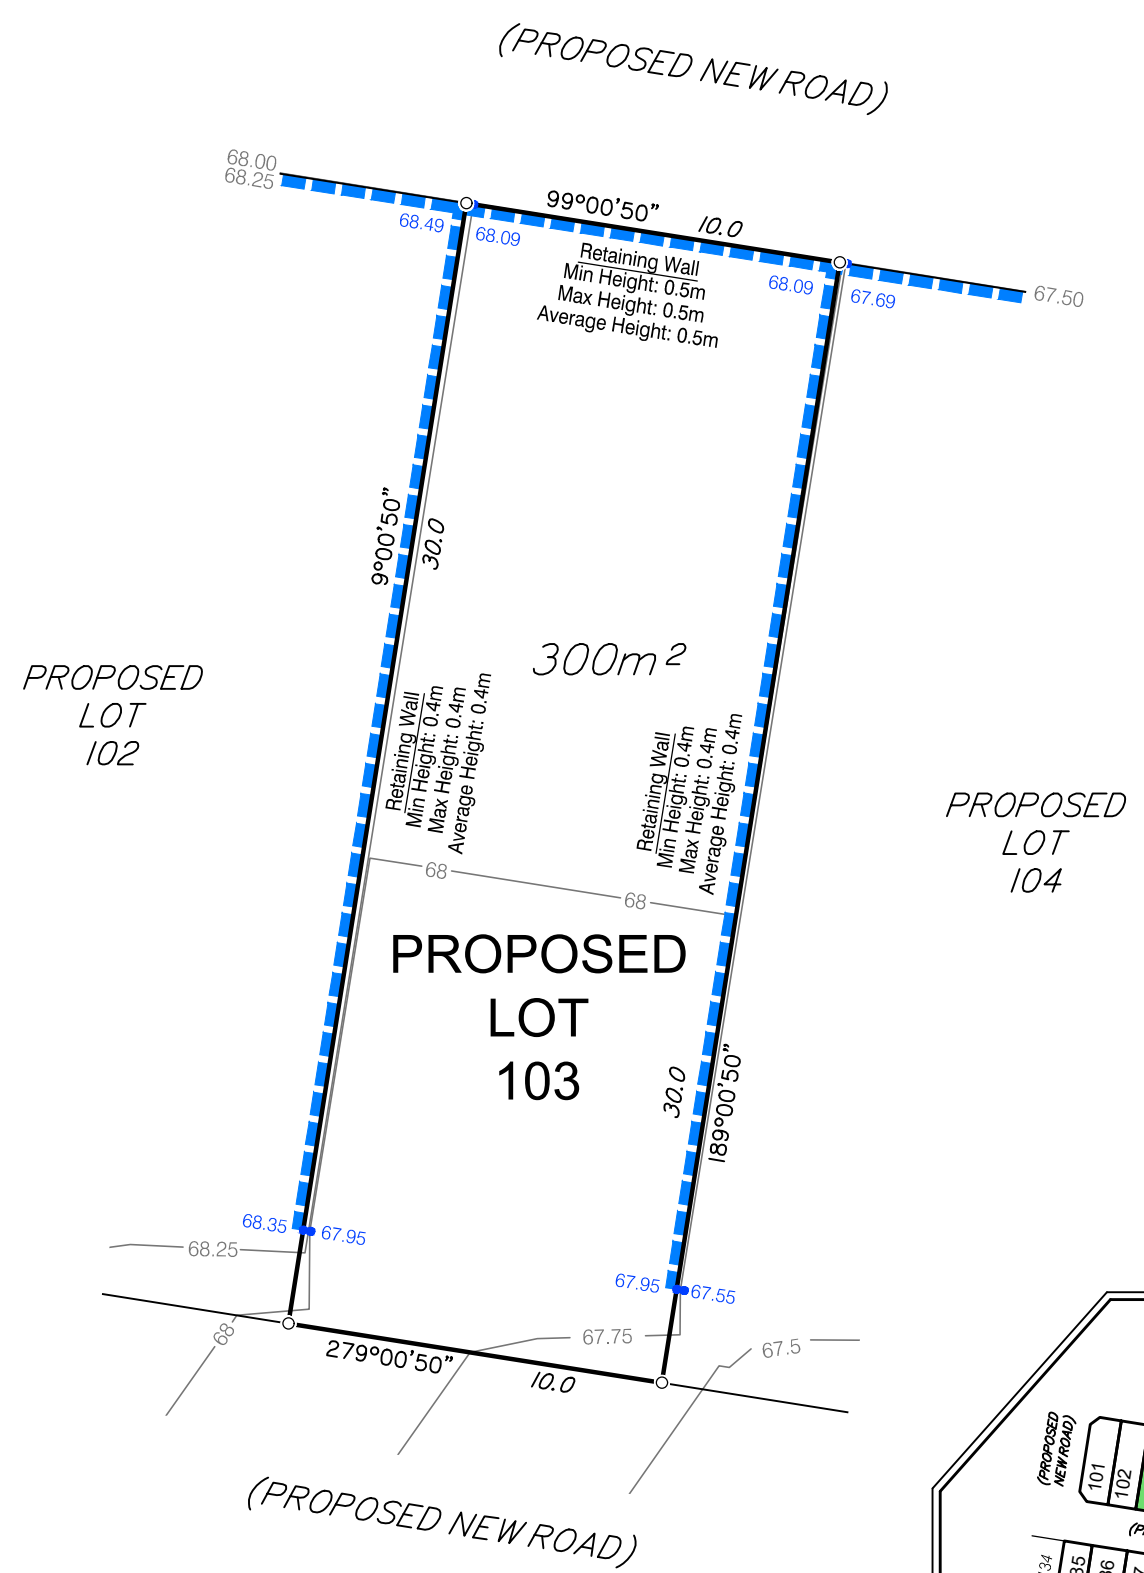 (PROPOSED NEW ROAD)
68.00
68.25
99°00'50"
10.0
68.49
68.09
Retaining Wall
Min Height: 0.5m
Max Height: 0.5m
Average Height: 0.5m
68.09
67.69
67.50
9°00'50"
30.0
300m²
PROPOSED
LOT
102
Retaining Wall
Min Height: 0.4m
Max Height: 0.4m
Average Height: 0.4m
Retaining Wall
Min Height: 0.4m
Max Height: 0.4m
Average Height: 0.4m
PROPOSED
LOT
104
68
68
PROPOSED
LOT
103
30.0
189°00'50"
68.35
67.95
68.25
67.95
67.55
68
67.75
67.5
279°00'50"
10.0
(PROPOSED NEW ROAD)
(PROPOSED
NEW ROAD)
101
102